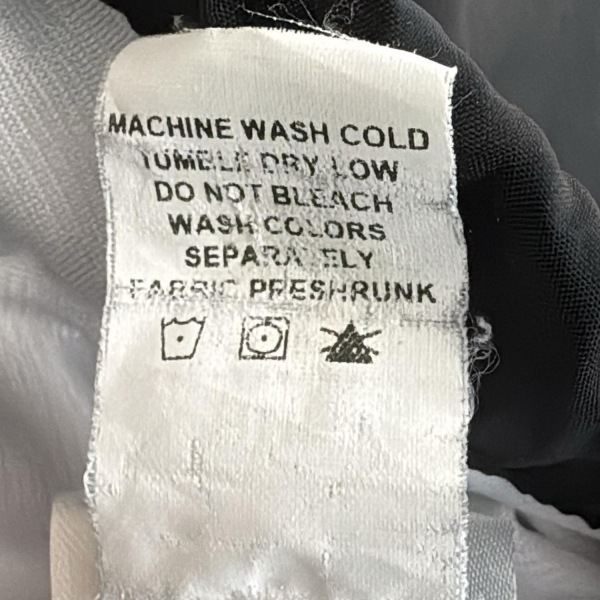 MACHINE WASH COLD
TUMBLE DRY LOW
DO NOT BLEACH
WASH COLORS
SEPARATELY
FABRIC PRESHRUNK